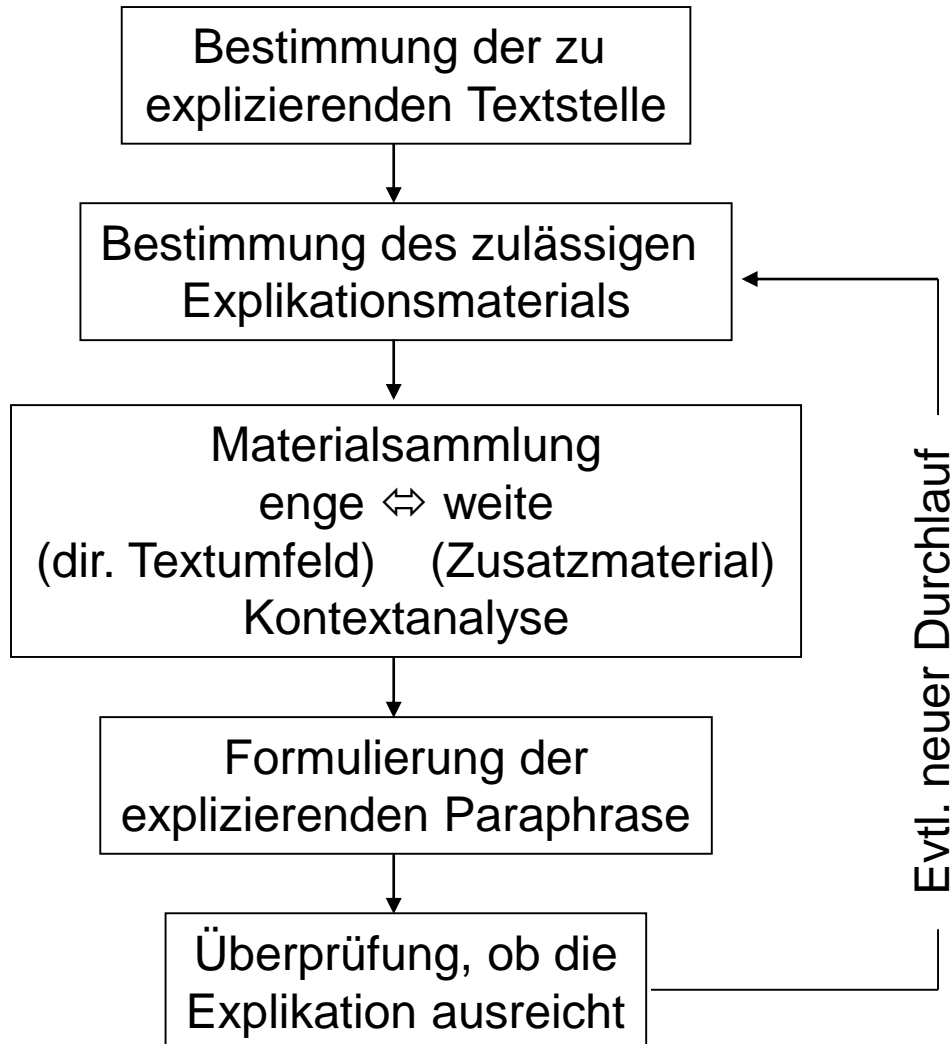 Bestimmung der zu
explizierenden Textstelle
Bestimmung des zulässigen
Explikationsmaterials
Materialsammlung
enge ⇔ weite
(dir. Textumfeld) (Zusatzmaterial)
Kontextanalyse
Formulierung der
explizierenden Paraphrase
Überprüfung, ob die
Explikation ausreicht
Evtl. neuer Durchlauf